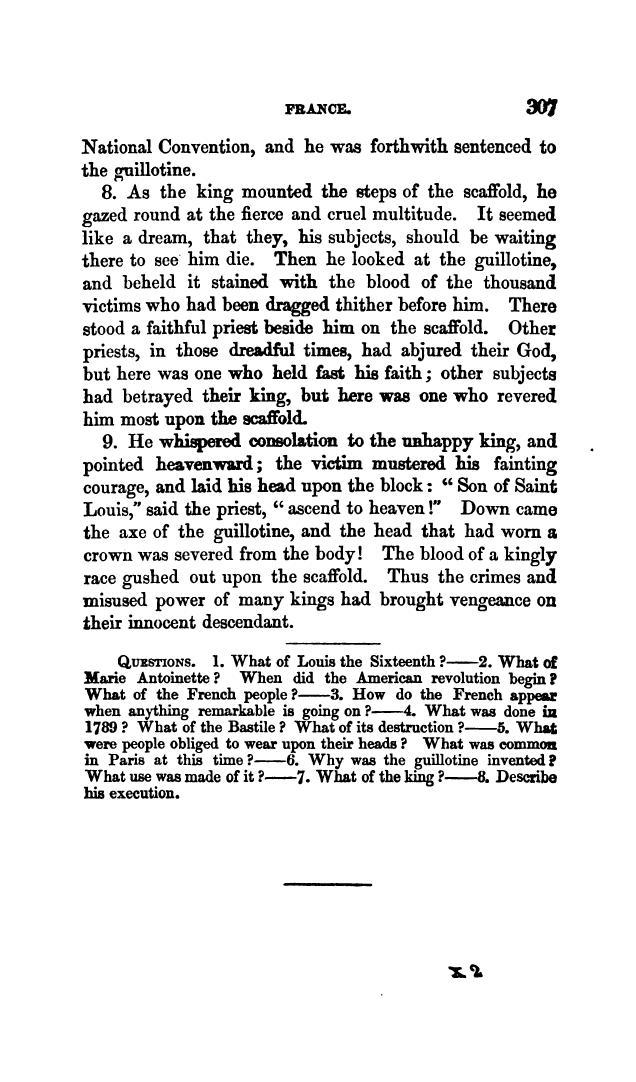 FRANCE. 307
National Convention, and he was forthwith sentenced to
the guillotine.
8. As the king mounted the steps of the scaffold, he
gazed round at the fierce and cruel multitude. It seemed
like a dream, that they, his subjects, should be waiting
there to see him die. Then he looked at the guillotine,
and beheld it stained with the blood of the thousand
victims who had been dragged thither before him. There
stood a faithful priest beside him on the scaffold. Other
priests, in those dreadful times, had abjured their God,
but here was one who held fast his faith; other subjects
had betrayed their king, but here was one who revered
him most upon the scaffold.
9. He whispered consolation to the unhappy king, and
pointed heavenward; the victim mustered his fainting
courage, and laid his head upon the block: “Son of Saint
Louis,” said the priest, “ascend to heaven!” Down came
the axe of the guillotine, and the head that had worn a
crown was severed from the body! The blood of a kingly
race gushed out upon the scaffold. Thus the crimes and
misused power of many kings had brought vengeance on
their innocent descendant.
QUESTIONS. 1. What of Louis the Sixteenth?——2. What of
Marie Antoinette? When did the American revolution begin?
What of the French people?——3. How do the French appear
when anything remarkable is going on?——4. What was done in
1789? What of the Bastile? What of its destruction?——5. What
were people obliged to wear upon their heads? What was common
in Paris at this time?——6. Why was the guillotine invented?
What use was made of it?——7. What of the king?——8. Describe
his execution.
X 2